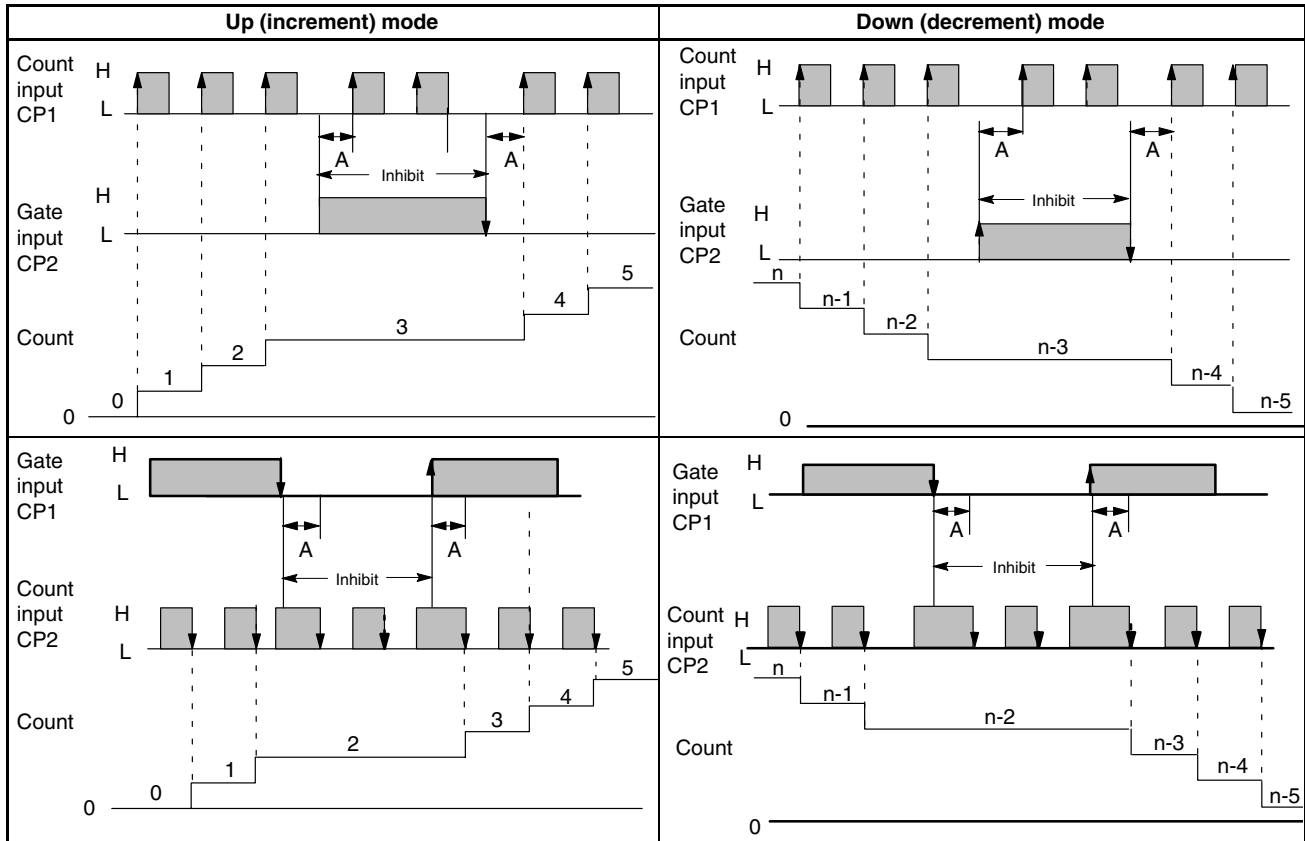 Up (increment) mode
Count
input
CP1
H
L
A
A
Inhibit
Gate
input
CP2
H
L
Count
0
0
1
2
3
4
5
Down (decrement) mode
Count
input
CP1
H
L
A
A
Inhibit
Gate
input
CP2
H
L
Count
n
n-1
n-2
n-3
n-4
n-5
0
Gate
input
CP1
H
L
A
A
Inhibit
Count
input
CP2
H
L
Count
0
0
1
2
3
4
5
Gate
input
CP1
H
L
A
A
Inhibit
Count
input
CP2
H
L
Count
n
n-1
n-2
n-3
n-4
n-5
0